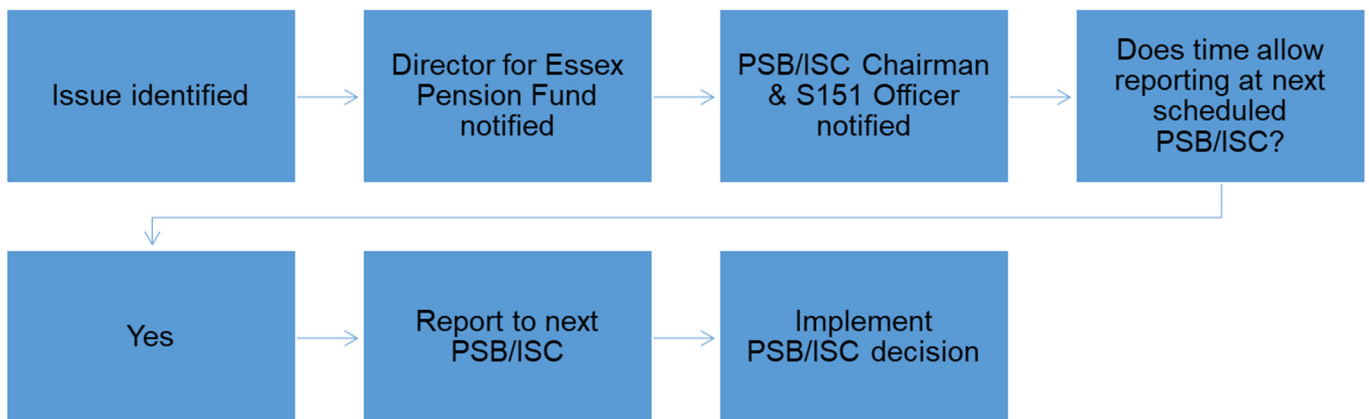 Issue identified
Director for Essex
Pension Fund
notified
PSB/ISC Chairman
& S151 Officer
notified
Does time allow
reporting at next
scheduled
PSB/ISC?
Yes
Report to next
PSB/ISC
Implement
PSB/ISC decision